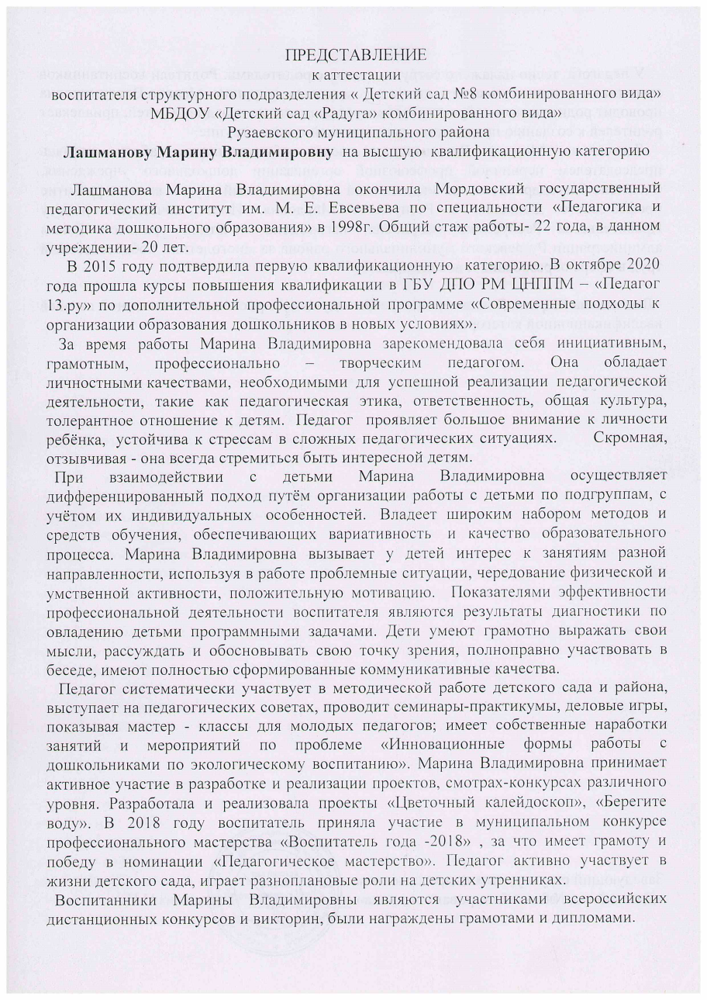 ПРЕДСТАВЛЕНИЕ
к аттестации
воспитателя структурного подразделения « Детский сад №8 комбинированного вида»
МБДОУ «Детский сад «Радуга» комбинированного вида»
Рузаевского муниципального района
Лашманову Марину Владимировну на высшую квалификационную категорию
Лашманова Марина Владимировна окончила Мордовский государственный
педагогический институт им. М. Е. Евсевьева по специальности «Педагогика и
методика дошкольного образования» в 1998г. Общий стаж работы- 22 года, в данном
учреждении- 20 лет.
В 2015 году подтвердила первую квалификационную категорию. В октябре 2020
года прошла курсы повышения квалификации в ГБУ ДПО РМ ЦНППМ – «Педагог
13.ру» по дополнительной профессиональной программе «Современные подходы к
организации образования дошкольников в новых условиях».
За время работы Марина Владимировна зарекомендовала себя инициативным,
грамотным, профессионально – творческим педагогом. Она обладает
личностными качествами, необходимыми для успешной реализации педагогической
деятельности, такие как педагогическая этика, ответственность, общая культура,
толерантное отношение к детям. Педагог проявляет большое внимание к личности
ребёнка, устойчива к стрессам в сложных педагогических ситуациях. Скромная,
отзывчивая - она всегда стремиться быть интересной детям.
При взаимодействии с детьми Марина Владимировна осуществляет
дифференцированный подход путём организации работы с детьми по подгруппам, с
учётом их индивидуальных особенностей. Владеет широким набором методов и
средств обучения, обеспечивающих вариативность и качество образовательного
процесса. Марина Владимировна вызывает у детей интерес к занятиям разной
направленности, используя в работе проблемные ситуации, чередование физической и
умственной активности, положительную мотивацию. Показателями эффективности
профессиональной деятельности воспитателя являются результаты диагностики по
овладению детьми программными задачами. Дети умеют грамотно выражать свои
мысли, рассуждать и обосновывать свою точку зрения, полноправно участвовать в
беседе, имеют полностью сформированные коммуникативные качества.
Педагог систематически участвует в методической работе детского сада и района,
выступает на педагогических советах, проводит семинары-практикумы, деловые игры,
показывая мастер - классы для молодых педагогов; имеет собственные наработки
занятий и мероприятий по проблеме «Инновационные формы работы с
дошкольниками по экологическому воспитанию». Марина Владимировна принимает
активное участие в разработке и реализации проектов, смотрах-конкурсах различного
уровня. Разработала и реализовала проекты «Цветочный калейдоскоп», «Берегите
воду». В 2018 году воспитатель приняла участие в муниципальном конкурсе
профессионального мастерства «Воспитатель года -2018» , за что имеет грамоту и
победу в номинации «Педагогическое мастерство». Педагог активно участвует в
жизни детского сада, играет разноплановые роли на детских утренниках.
Воспитанники Марины Владимировны являются участниками всероссийских
дистанционных конкурсов и викторин, были награждены грамотами и дипломами.